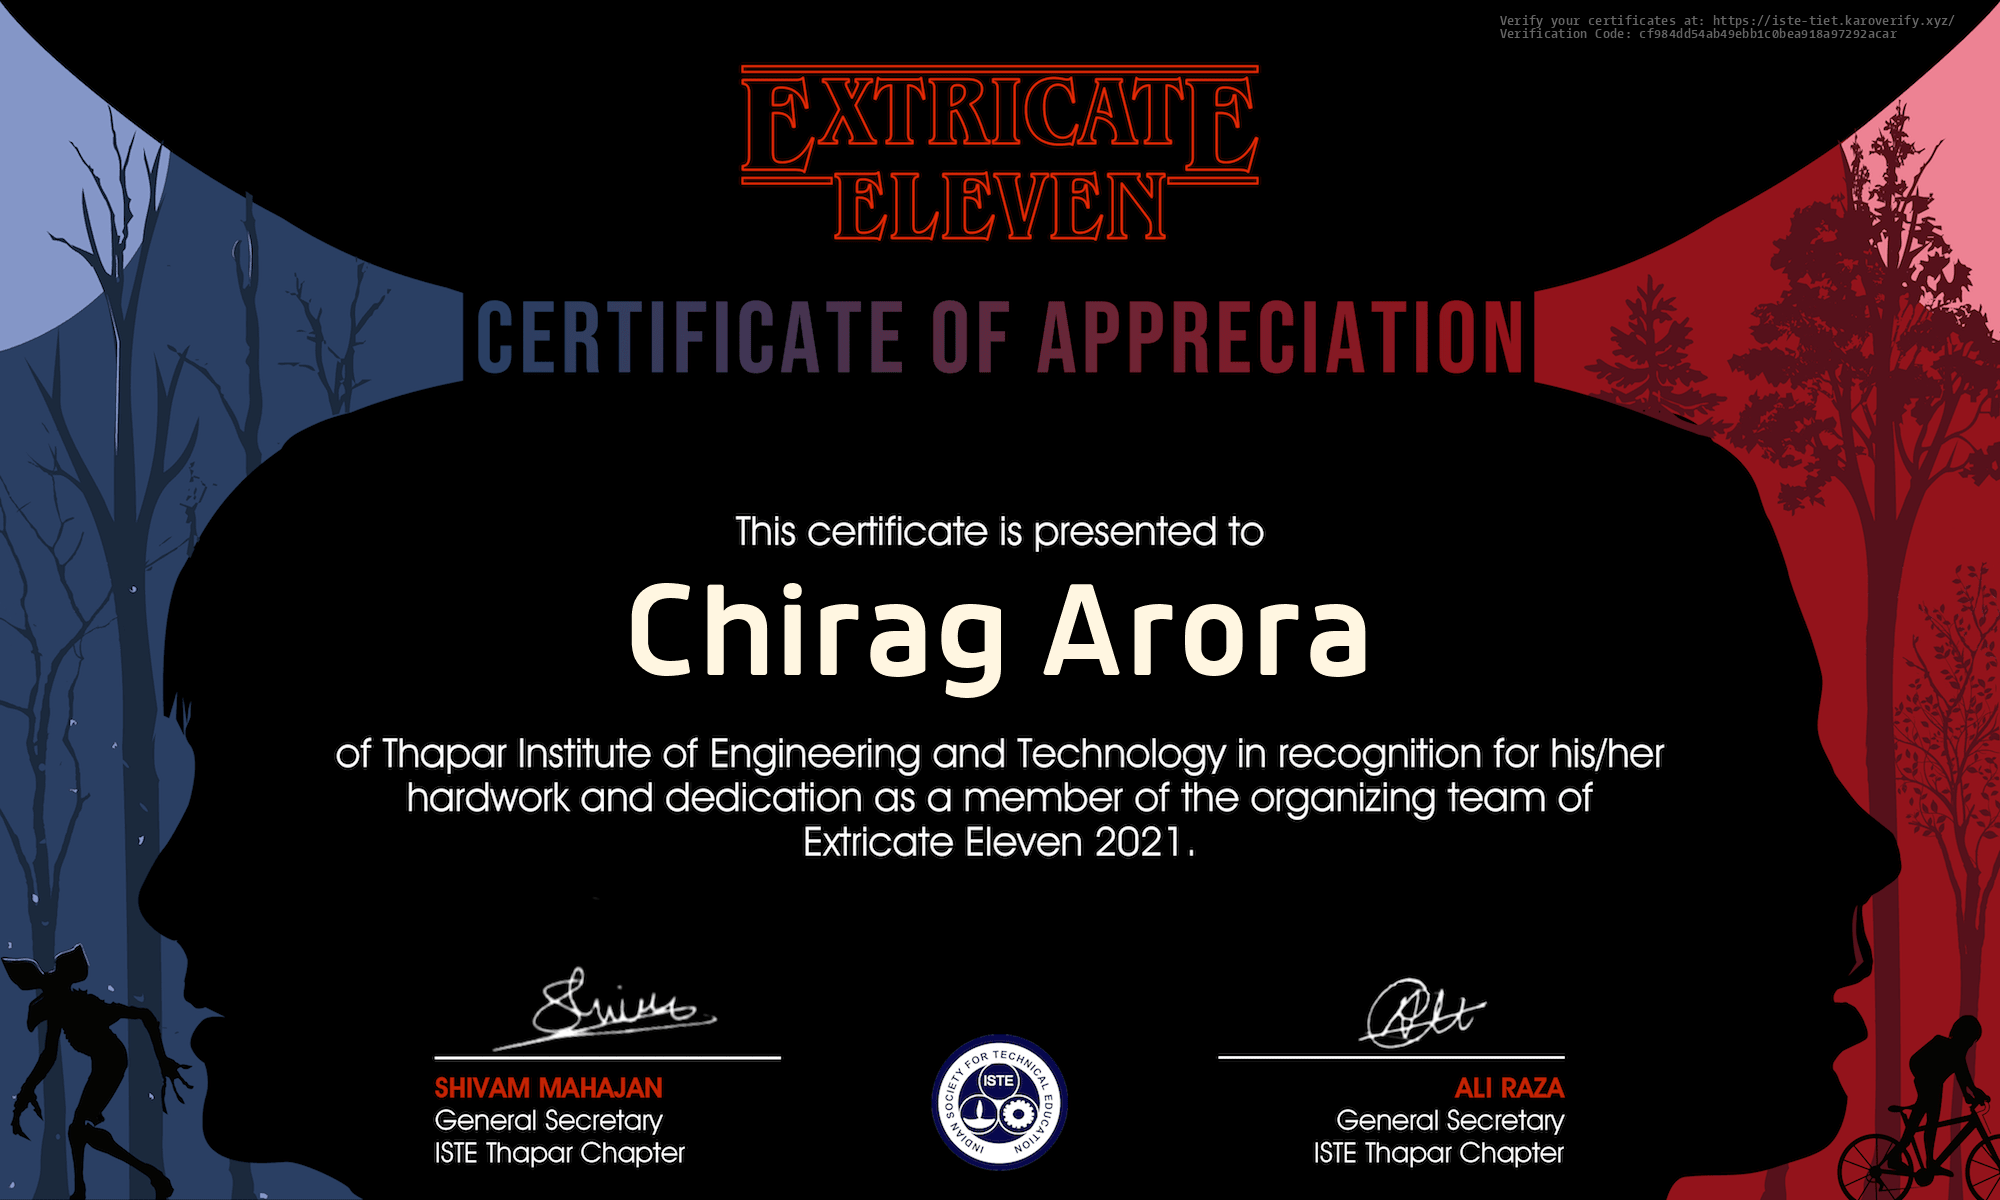 Verify your certificates at: https://iste-tiet.karoverify.xyz/
Verification Code: cf984dd54ab49ebb1c0bea918a97292acar
EXTRICATE
ELEVEN
CERTIFICATE OF APPRECIATION
This certificate is presented to
Chirag Arora
of Thapar Institute of Engineering and Technology in recognition for his/her
hardwork and dedication as a member of the organizing team of
Extricate Eleven 2021.
SHIVAM MAHAJAN
General Secretary
ISTE Thapar Chapter
INDIAN SOCIETY FOR TECHNICAL EDUCATION
ISTE
ALI RAZA
General Secretary
ISTE Thapar Chapter